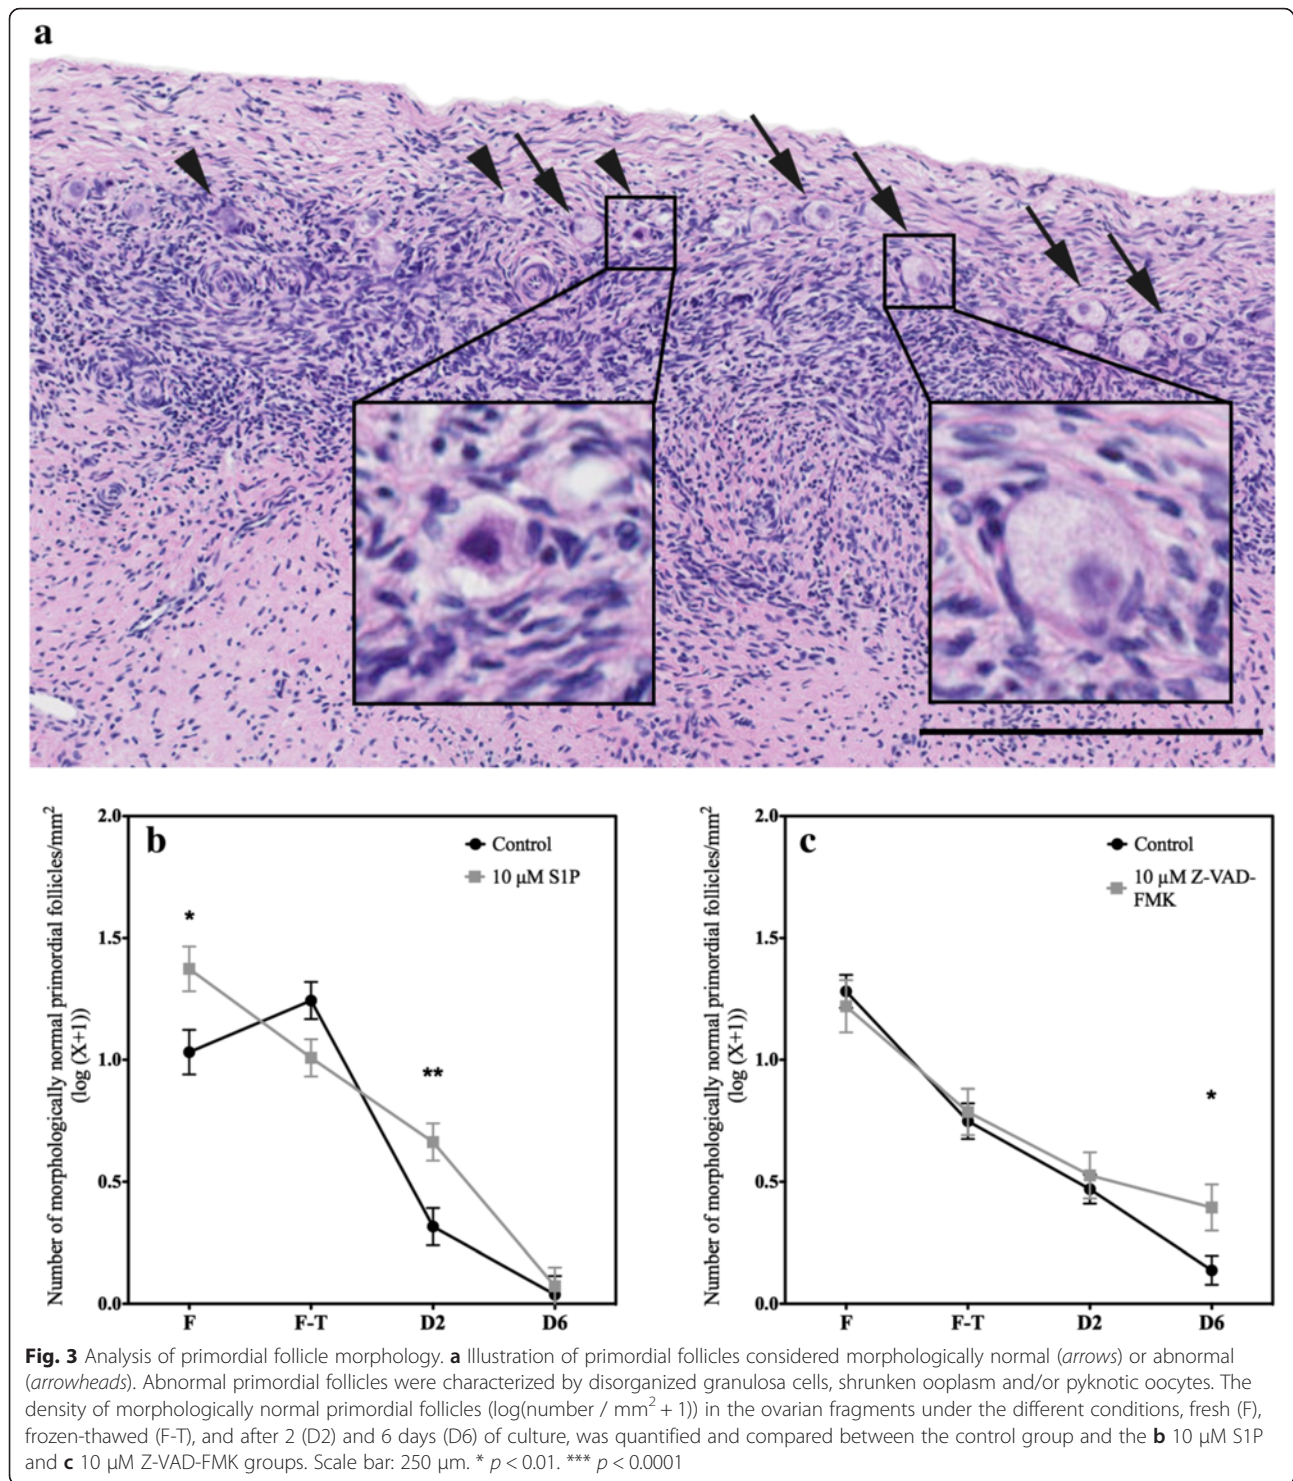 a
b
Number of morphologically normal primordial follicles/mm²
(log (X+1))
2.0
1.5
1.0
0.5
0.0
Control
10 µM S1P
*
**
F
F-T
D2
D6
c
Number of morphologically normal primordial follicles/mm²
(log (X+1))
2.0
1.5
1.0
0.5
0.0
Control
10 µM Z-VAD-
FMK
*
F
F-T
D2
D6
Fig. 3 Analysis of primordial follicle morphology. a Illustration of primordial follicles considered morphologically normal (arrows) or abnormal
(arrowheads). Abnormal primordial follicles were characterized by disorganized granulosa cells, shrunken ooplasm and/or pyknotic oocytes. The
density of morphologically normal primordial follicles (log(number / mm² + 1)) in the ovarian fragments under the different conditions, fresh (F),
frozen-thawed (F-T), and after 2 (D2) and 6 days (D6) of culture, was quantified and compared between the control group and the b 10 µM S1P
and c 10 µM Z-VAD-FMK groups. Scale bar: 250 µm. * p < 0.01. *** p < 0.0001